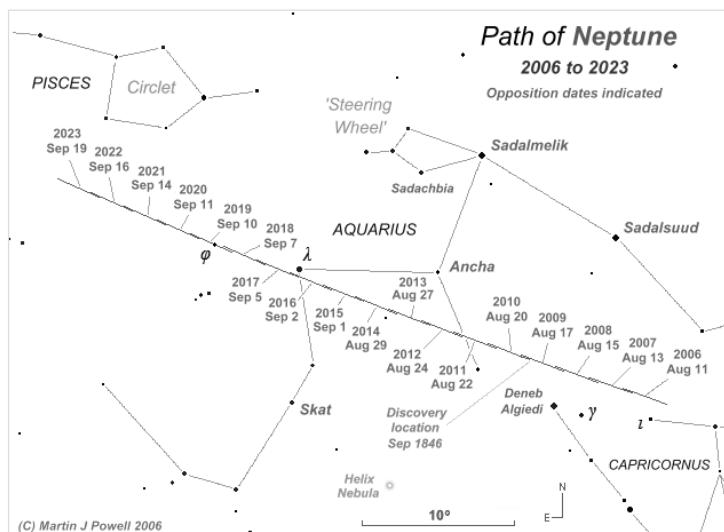 Path of Neptune
2006 to 2023
Opposition dates indicated
PISCES
Circlet
'Steering
Wheel'
Sadalmelik
Sadachbia
2023
Sep 19
2022
Sep 16
2021
Sep 14
2020
Sep 11
2019
Sep 10
2018
Sep 7
φ
λ
AQUARIUS
Sadalsuud
Ancha
2017
Sep 5
2016
Sep 2
2015
Sep 1
2014
Aug 29
2013
Aug 27
2012
Aug 24
2011
Aug 22
2010
Aug 20
2009
Aug 17
2008
Aug 15
2007
Aug 13
2006
Aug 11
Skat
Discovery
location
Sep 1846
Deneb
Algiedi
γ
ι
CAPRICORNUS
Helix
Nebula
10°
N
E
(C) Martin J Powell 2006